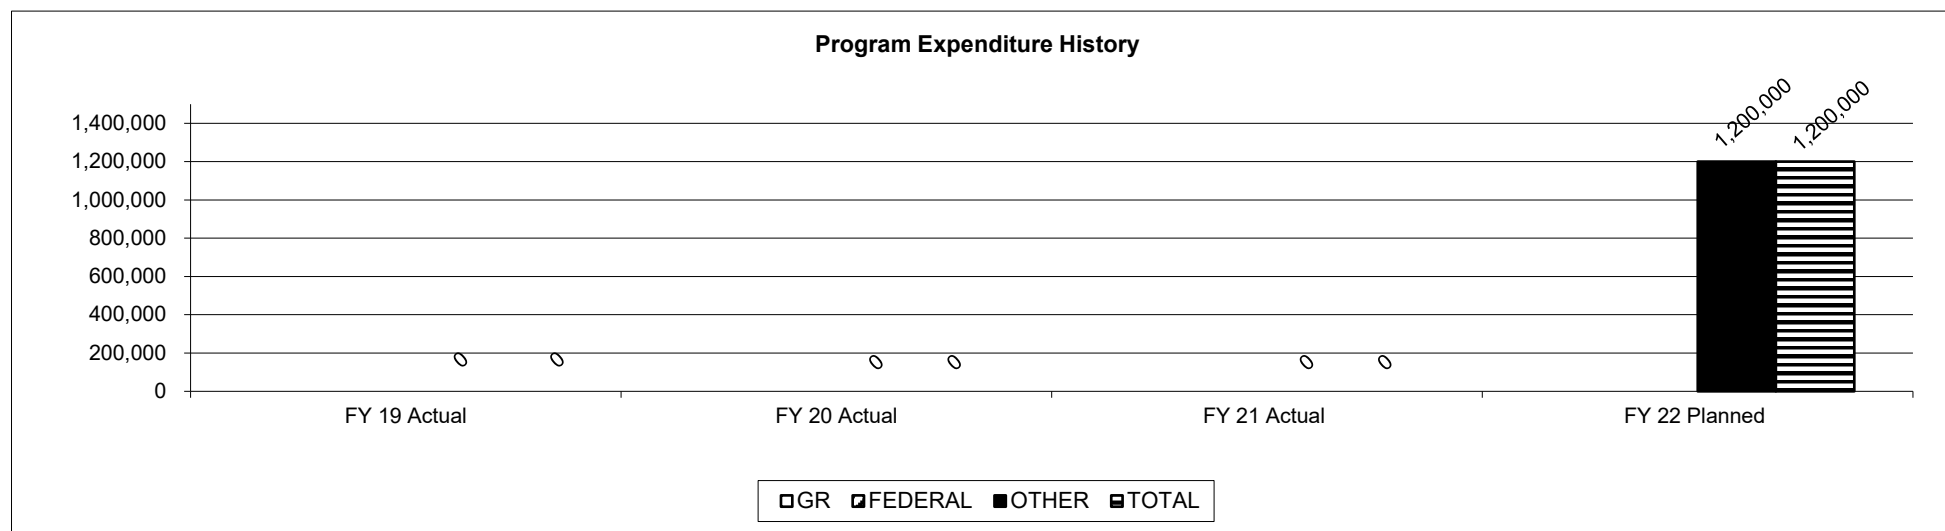 Program Expenditure History
1,200,000 1,200,000
1,400,000
1,200,000
1,000,000
800,000
600,000
400,000
200,000
0 0 0 0 0 0
0
FY 19 Actual FY 20 Actual FY 21 Actual FY 22 Planned
GR FEDERAL OTHER TOTAL